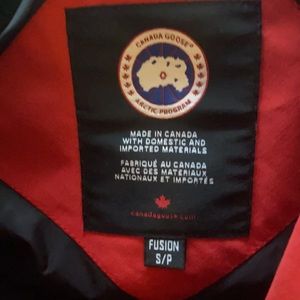 CANADA GOOSE
ARCTIC PROGRAM
MADE IN CANADA
WITH DOMESTIC AND
IMPORTED MATERIALS
FABRIQUÉ AU CANADA
AVEC DES MATERIAUX
NATIONAUX ET IMPORTÉS
canadagoose.com
FUSION
S/P